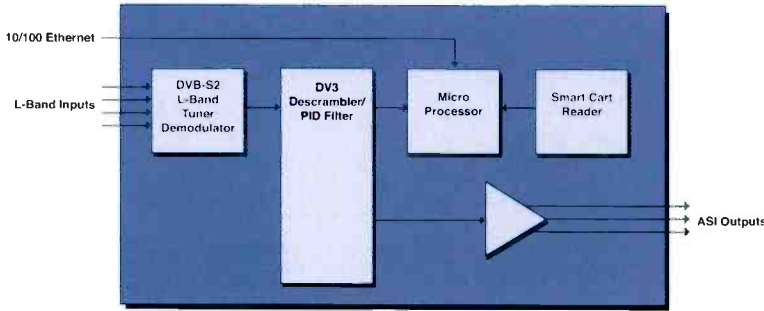 10/100 Ethernet
L-Band Inputs
DVB-S2
L-Band
Tuner
Demodulator
DV3
Descrambler/
PID Filter
Micro
Processor
Smart Cart
Reader
ASI Outputs